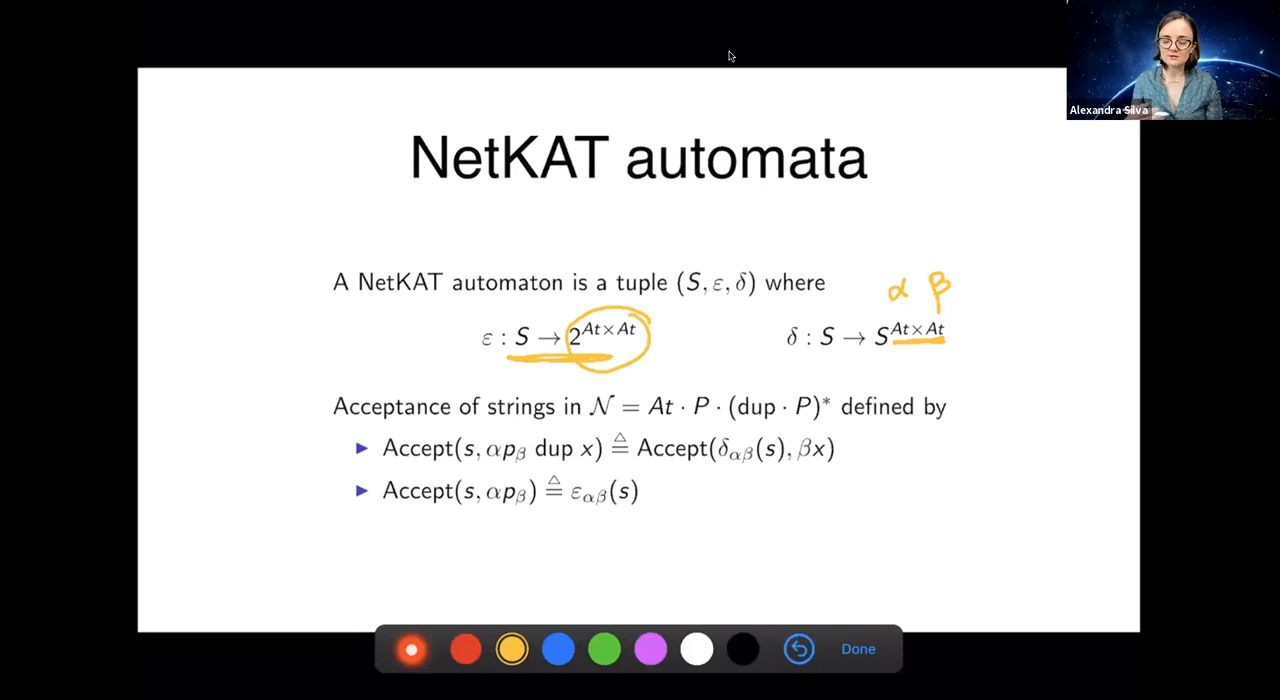 Alexandra Silva
NetKAT automata
A NetKAT automaton is a tuple (S, ε, δ) where
α β
ε : S → 2^{At×At} δ : S → S^{At×At}
Acceptance of strings in 𝒩 = At · P · (dup · P)* defined by
▶ Accept(s, αp_β dup x) ≜ Accept(δ_{αβ}(s), βx)
▶ Accept(s, αp_β) ≜ ε_{αβ}(s)
Done